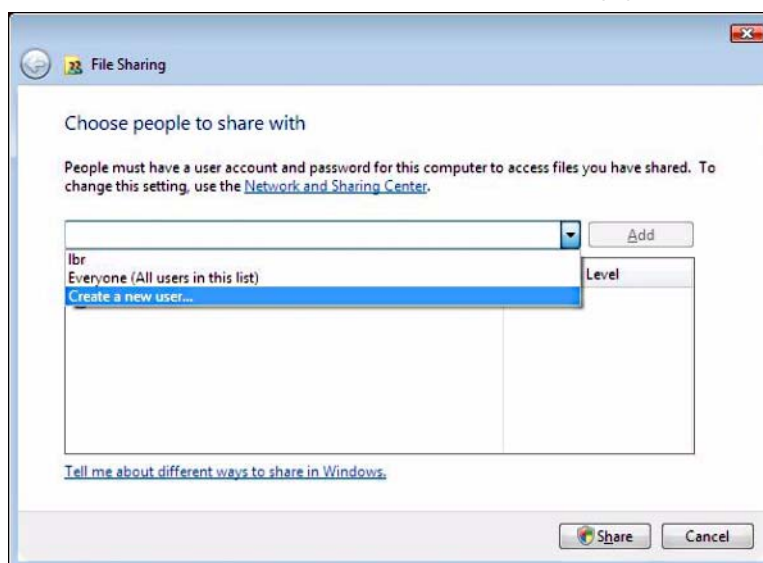 File Sharing
Choose people to share with
People must have a user account and password for this computer to access files you have shared. To
change this setting, use the Network and Sharing Center.
Add
lbr
Everyone (All users in this list)
Level
Create a new user...
Tell me about different ways to share in Windows.
Share
Cancel